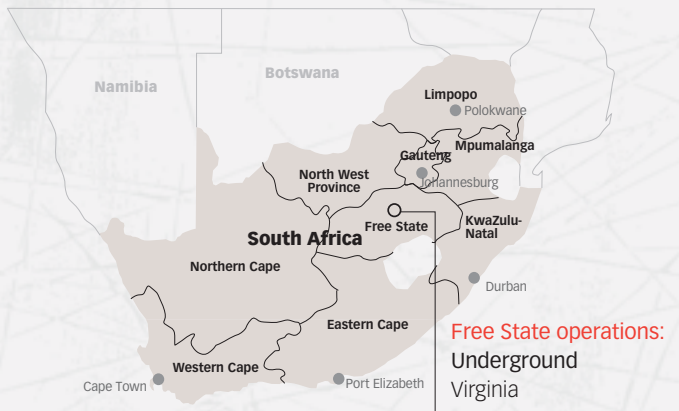 Namibia
Botswana
Limpopo
Polokwane
Mpumalanga
Gauteng
Johannesburg
North West
Province
KwaZulu-
Natal
Free State
South Africa
Northern Cape
Durban
Eastern Cape
Free State operations:
Underground
Virginia
Western Cape
Cape Town
Port Elizabeth